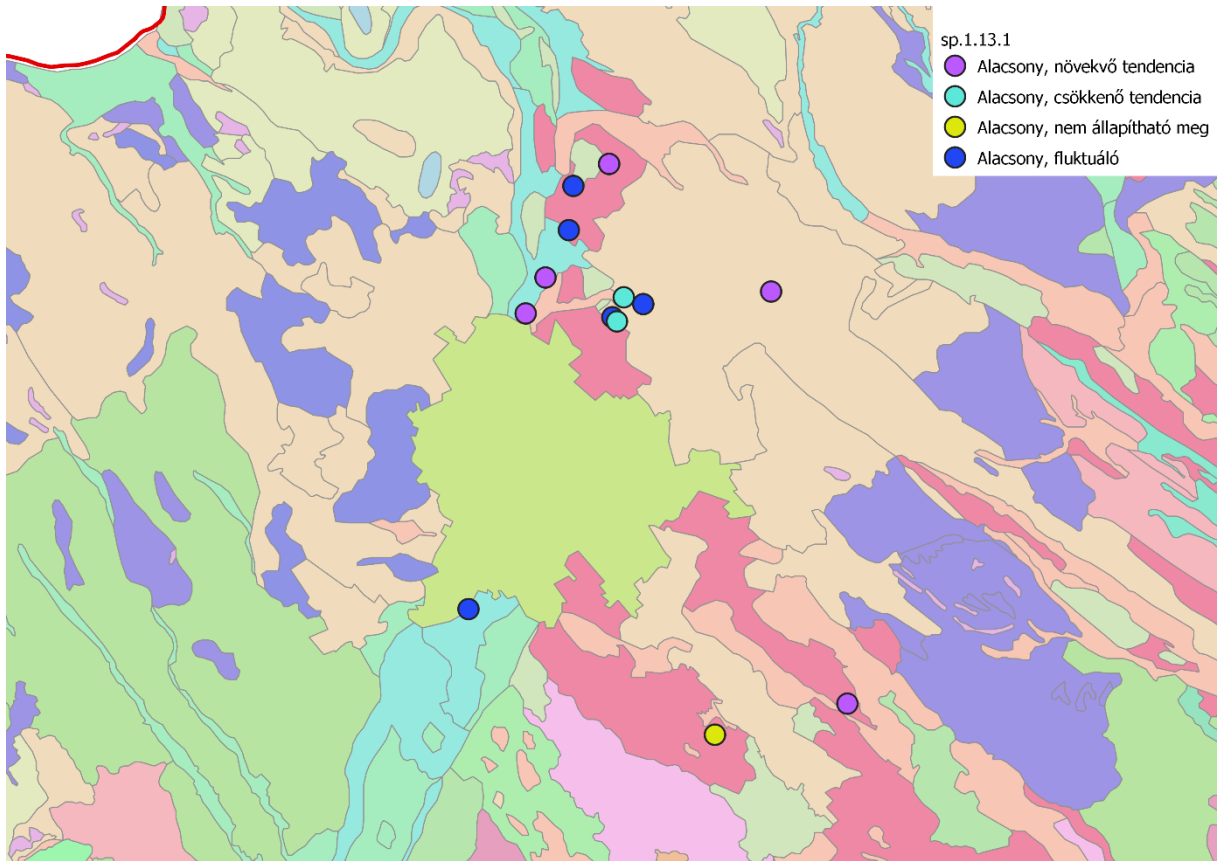 sp.1.13.1
Alacsony, növekvő tendencia
Alacsony, csökkenő tendencia
Alacsony, nem állapítható meg
Alacsony, fluktuáló